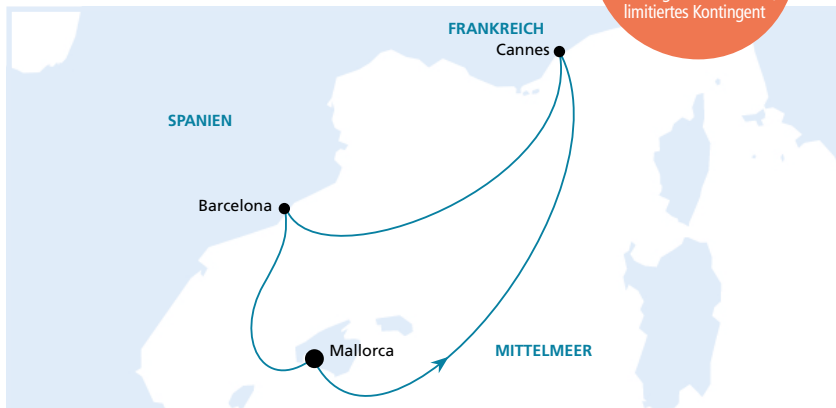 limitiertes Kontingent
FRANKREICH
Cannes
SPANIEN
Barcelona
Mallorca
MITTELMEER